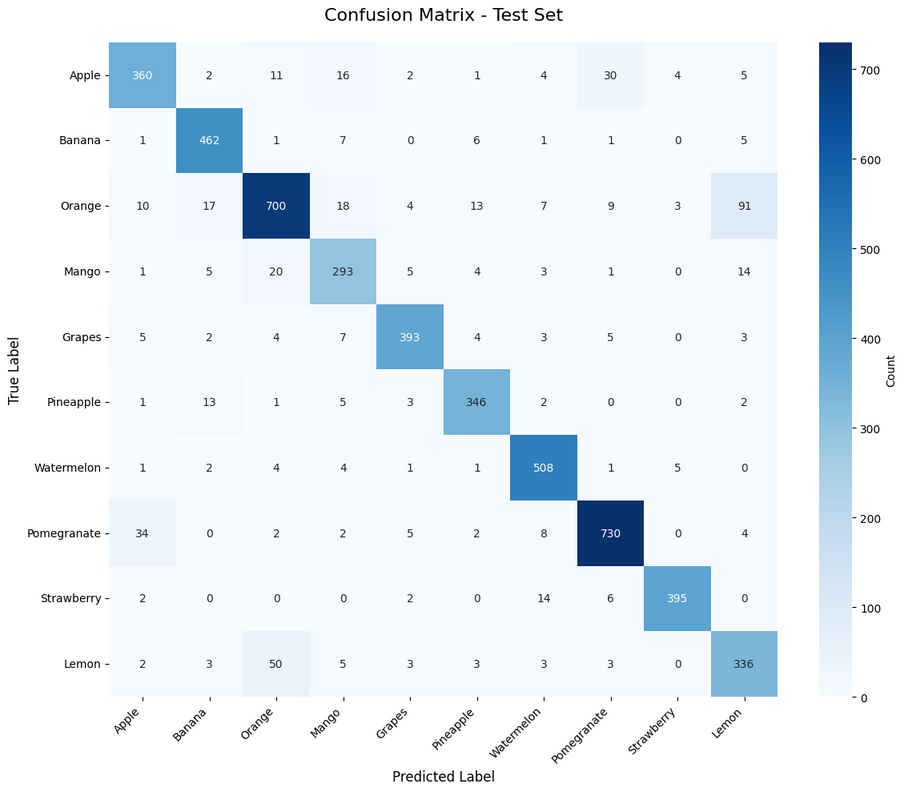 Confusion Matrix - Test Set
Apple 360 2 11 16 2 1 4 30 4 5
Banana 1 462 1 7 0 6 1 1 0 5
Orange 10 17 700 18 4 13 7 9 3 91
Mango 1 5 20 293 5 4 3 1 0 14
Grapes 5 2 4 7 393 4 3 5 0 3
Pineapple 1 13 1 5 3 346 2 0 0 2
Watermelon 1 2 4 4 1 1 508 1 5 0
Pomegranate 34 0 2 2 5 2 8 730 0 4
Strawberry 2 0 0 0 2 0 14 6 395 0
Lemon 2 3 50 5 3 3 3 3 0 336
Apple Banana Orange Mango Grapes Pineapple Watermelon Pomegranate Strawberry Lemon
Predicted Label
True Label
700
600
500
400
300
200
100
0
Count